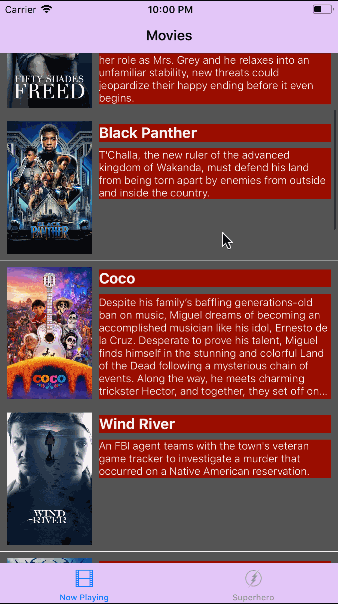 Carrier 10:00 PM
Movies
FIFTY SHADES
FREED
her role as Mrs. Grey and he relaxes into an
unfamiliar stability, new threats could
jeopardize their happy ending before it even
begins.
Black Panther
T'Challa, the new ruler of the advanced
kingdom of Wakanda, must defend his land
from being torn apart by enemies from outside
and inside the country.
PANTHER
Coco
Despite his family's baffling generations-old
ban on music, Miguel dreams of becoming an
accomplished musician like his idol, Ernesto de
la Cruz. Desperate to prove his talent, Miguel
finds himself in the stunning and colorful Land
of the Dead following a mysterious chain of
events. Along the way, he meets charming
trickster Hector, and together, they set off on...
COCO
Wind River
An FBI agent teams with the town's veteran
game tracker to investigate a murder that
occurred on a Native American reservation.
WIND
RIVER
Now Playing Superhero